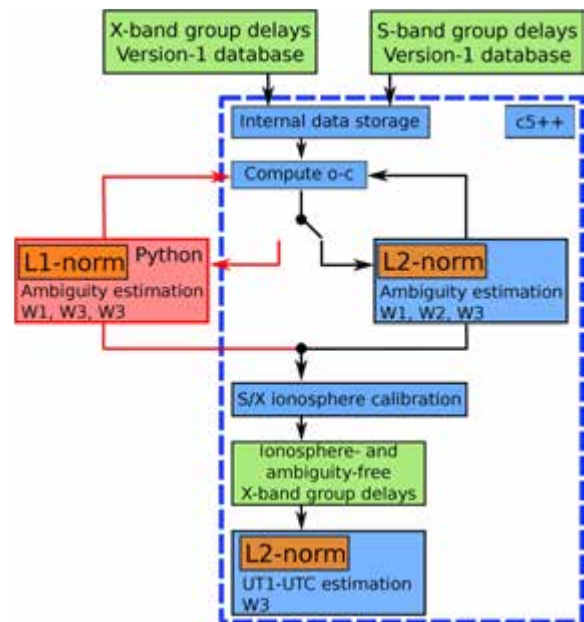 X-band group delays
Version-1 database
S-band group delays
Version-1 database
Internal data storage
c5++
Compute o-c
L1-norm Python
Ambiguity estimation
W1, W3, W3
L2-norm
Ambiguity estimation
W1, W2, W3
S/X ionosphere calibration
Ionosphere- and
ambiguity-free
X-band group delays
L2-norm
UT1-UTC estimation
W3